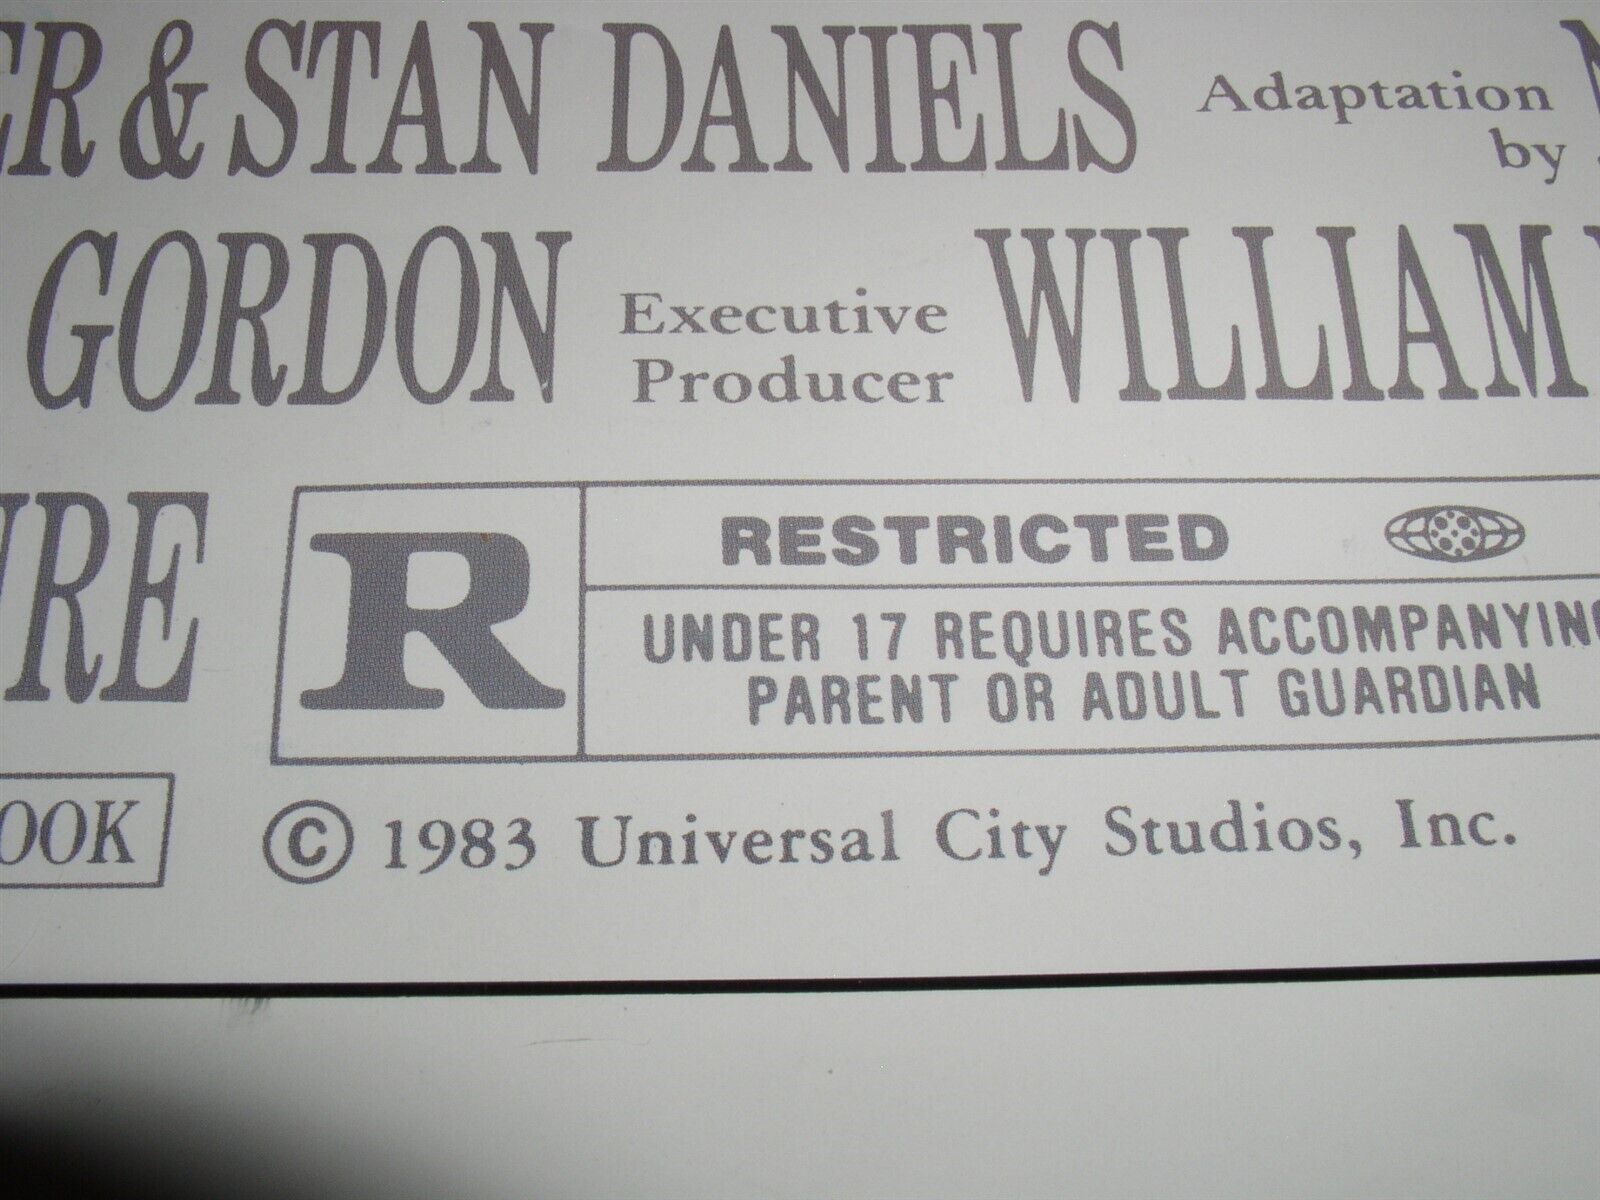 ER & STAN DANIELS Adaptation by
GORDON Executive Producer WILLIAM
URE
R RESTRICTED
UNDER 17 REQUIRES ACCOMPANYING
PARENT OR ADULT GUARDIAN
OOK
© 1983 Universal City Studios, Inc.